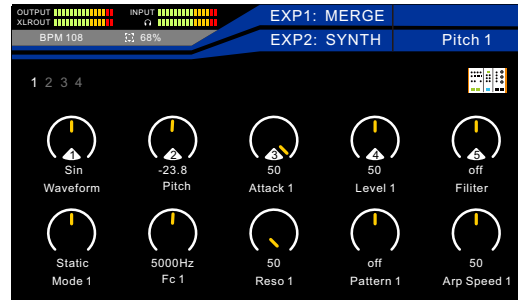 OUTPUT INPUT
XLROUT
BPM 108 68%
EXP1: MERGE
EXP2: SYNTH Pitch 1
1 2 3 4
1 2 3 4 5
Sin -23.8 50 50 off
Waveform Pitch Attack 1 Level 1 Filiter
Static 5000Hz 50 off 50
Mode 1 Fc 1 Reso 1 Pattern 1 Arp Speed 1